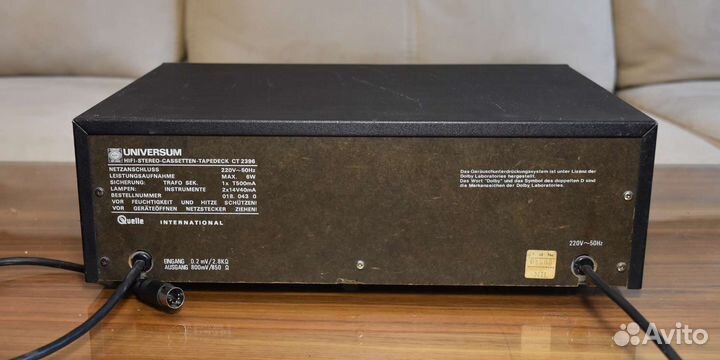 UNIVERSUM
HIFI-STEREO-CASSETTEN-TAPEDECK CT 2396
NETZANSCHLUSS 220V~50Hz
LEISTUNGSAUFNAHME MAX. 6W
SICHERUNG: TRAFO SEK. 1x T500mA
LAMPEN: INSTRUMENTE 2x14V40mA
BESTELLNUMMER 018.043 0
VOR FEUCHTIGKEIT UND HITZE SCHÜTZEN!
VOR GERÄTEÖFFNEN NETZSTECKER ZIEHEN!
Quelle INTERNATIONAL
Das Geräuschunterdrückungssystem ist unter Lizenz der
Dolby Laboratories hergestellt.
Das Wort "Dolby" und das Symbol des doppelten D sind
die Markenzeichen der Dolby Laboratories.
EINGANG 0.2 mV/2.8KΩ
AUSGANG 800mV/850 Ω
220V~50Hz
Avito